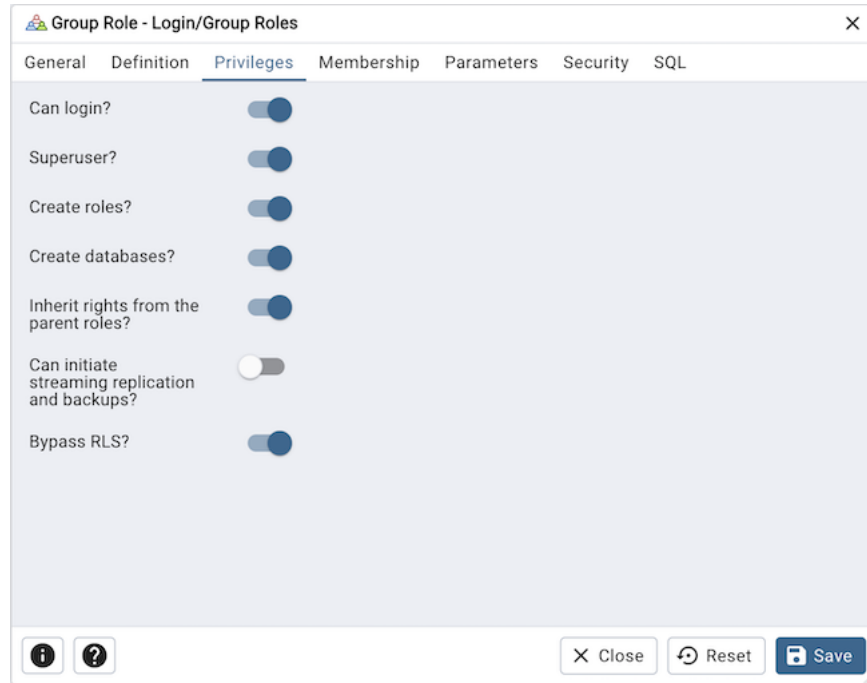 Group Role - Login/Group Roles
General Definition Privileges Membership Parameters Security SQL
Can login?
Superuser?
Create roles?
Create databases?
Inherit rights from the
parent roles?
Can initiate
streaming replication
and backups?
Bypass RLS?
Close Reset Save